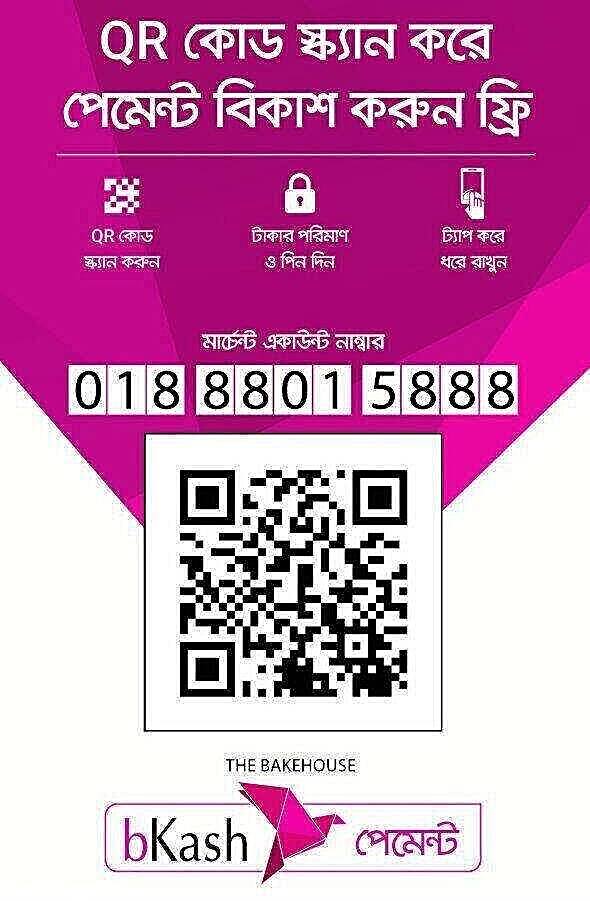 QR কোড স্ক্যান করে
পেমেন্ট বিকাশ করুন ফ্রি
QR কোড
স্ক্যান করুন
টাকার পরিমাণ
ও পিন দিন
ট্যাপ করে
ধরে রাখুন
মার্চেন্ট একাউন্ট নাম্বার
018 8801 5888
THE BAKEHOUSE
bKash পেমেন্ট